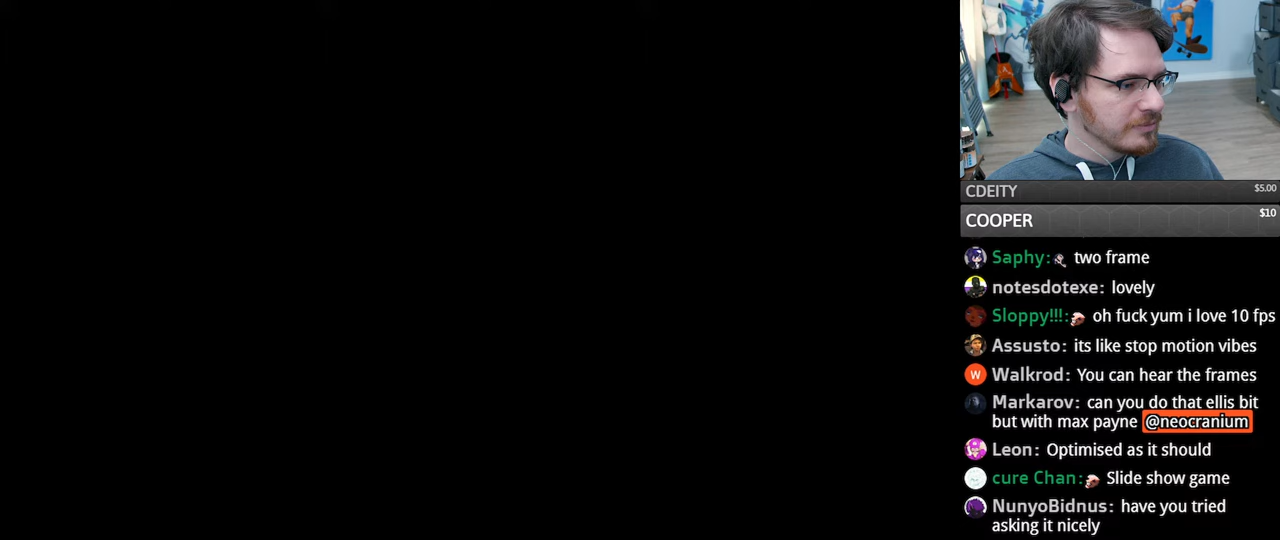 CDEITY $5.00
COOPER $10
Saphy: two frame
notesdotexe: lovely
Sloppy!!!: oh fuck yum i love 10 fps
Assusto: its like stop motion vibes
W Walkrod: You can hear the frames
Markarov: can you do that ellis bit
but with max payne @neocranium
Leon: Optimised as it should
cure Chan: Slide show game
NunyoBidnus: have you tried
asking it nicely